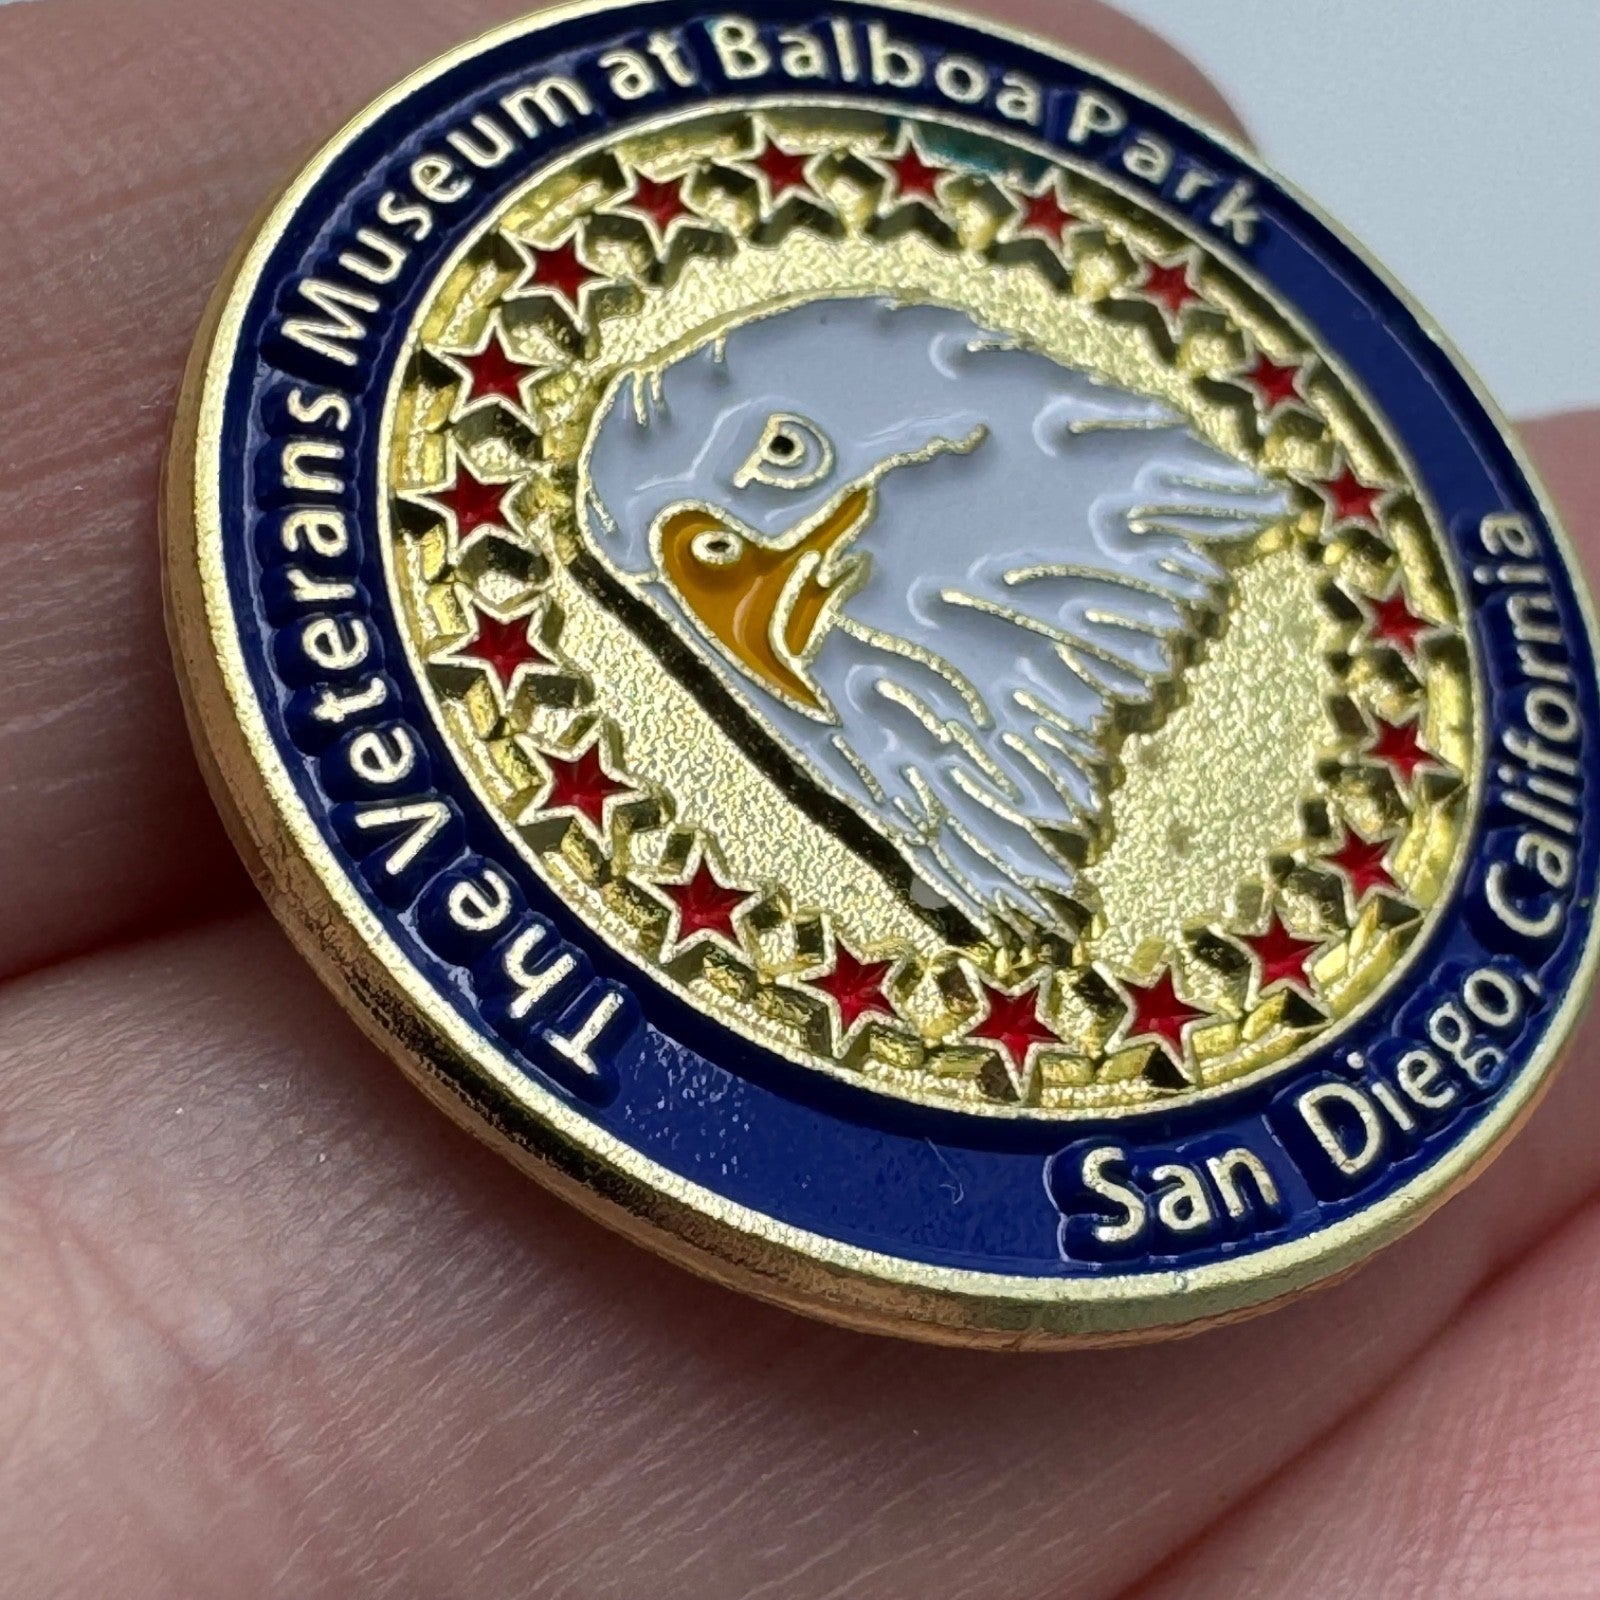 The Veterans Museum at Balboa Park
San Diego, California